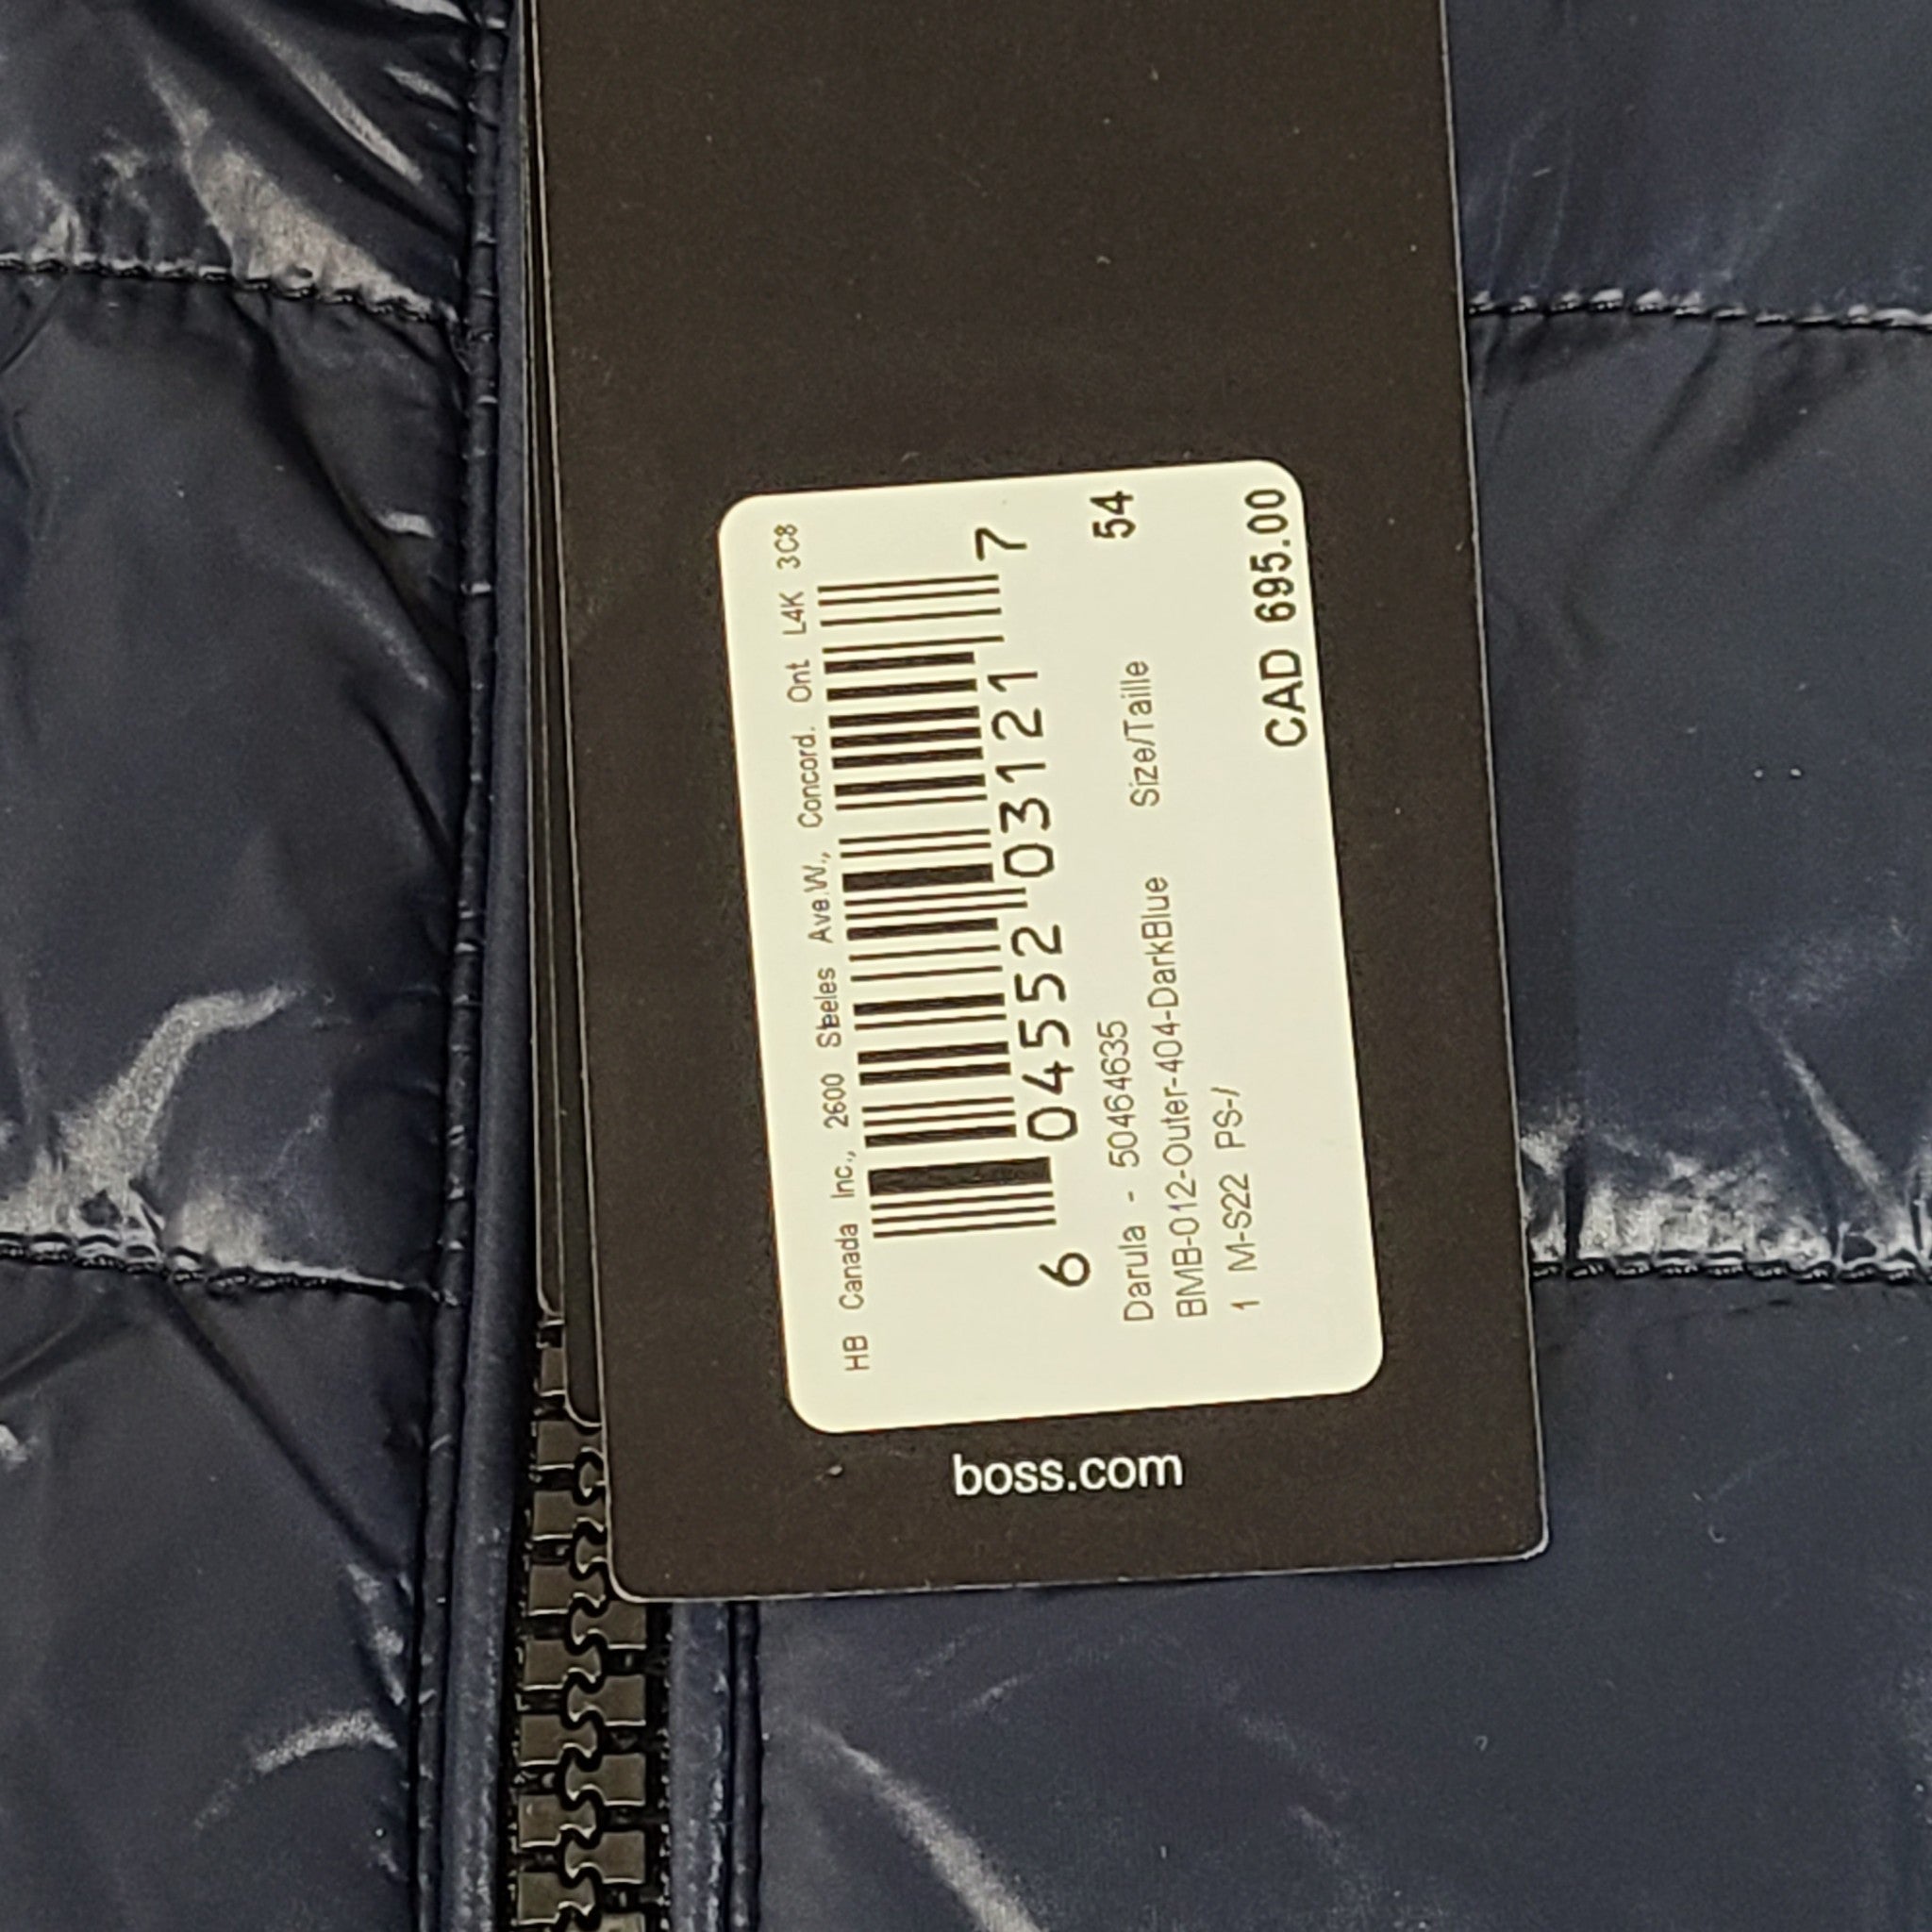 HB Canada Inc., 2600 Steeles Ave.W., Concord. Ont L4K 3C8
6 04552 03121 7
Darula - 50464635 54
BMB-012-Outer-404-DarkBlue Size/Taille
1 M-S22 PS-/
CAD 695.00
boss.com